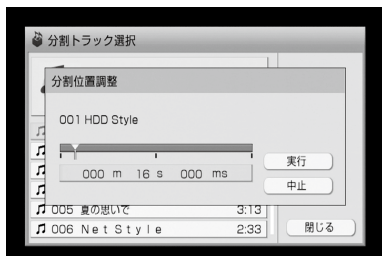 分割トラック選択
分割位置調整
001 HDD Style
000 m 16 s 000 ms
実行
中止
005 夏の思いで 3:13
006 Net Style 2:33
閉じる